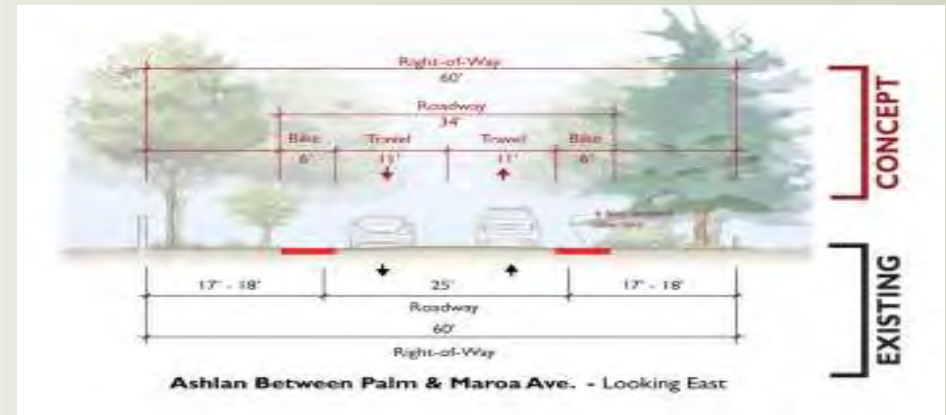 Right-of-Way
60'
Roadway
34'
Bike Travel Travel Bike
6' 11' 11' 6'
CONCEPT
17' - 18' 25' 17' - 18'
Roadway
60'
Right-of-Way
EXISTING
Ashlan Between Palm & Maroa Ave. - Looking East